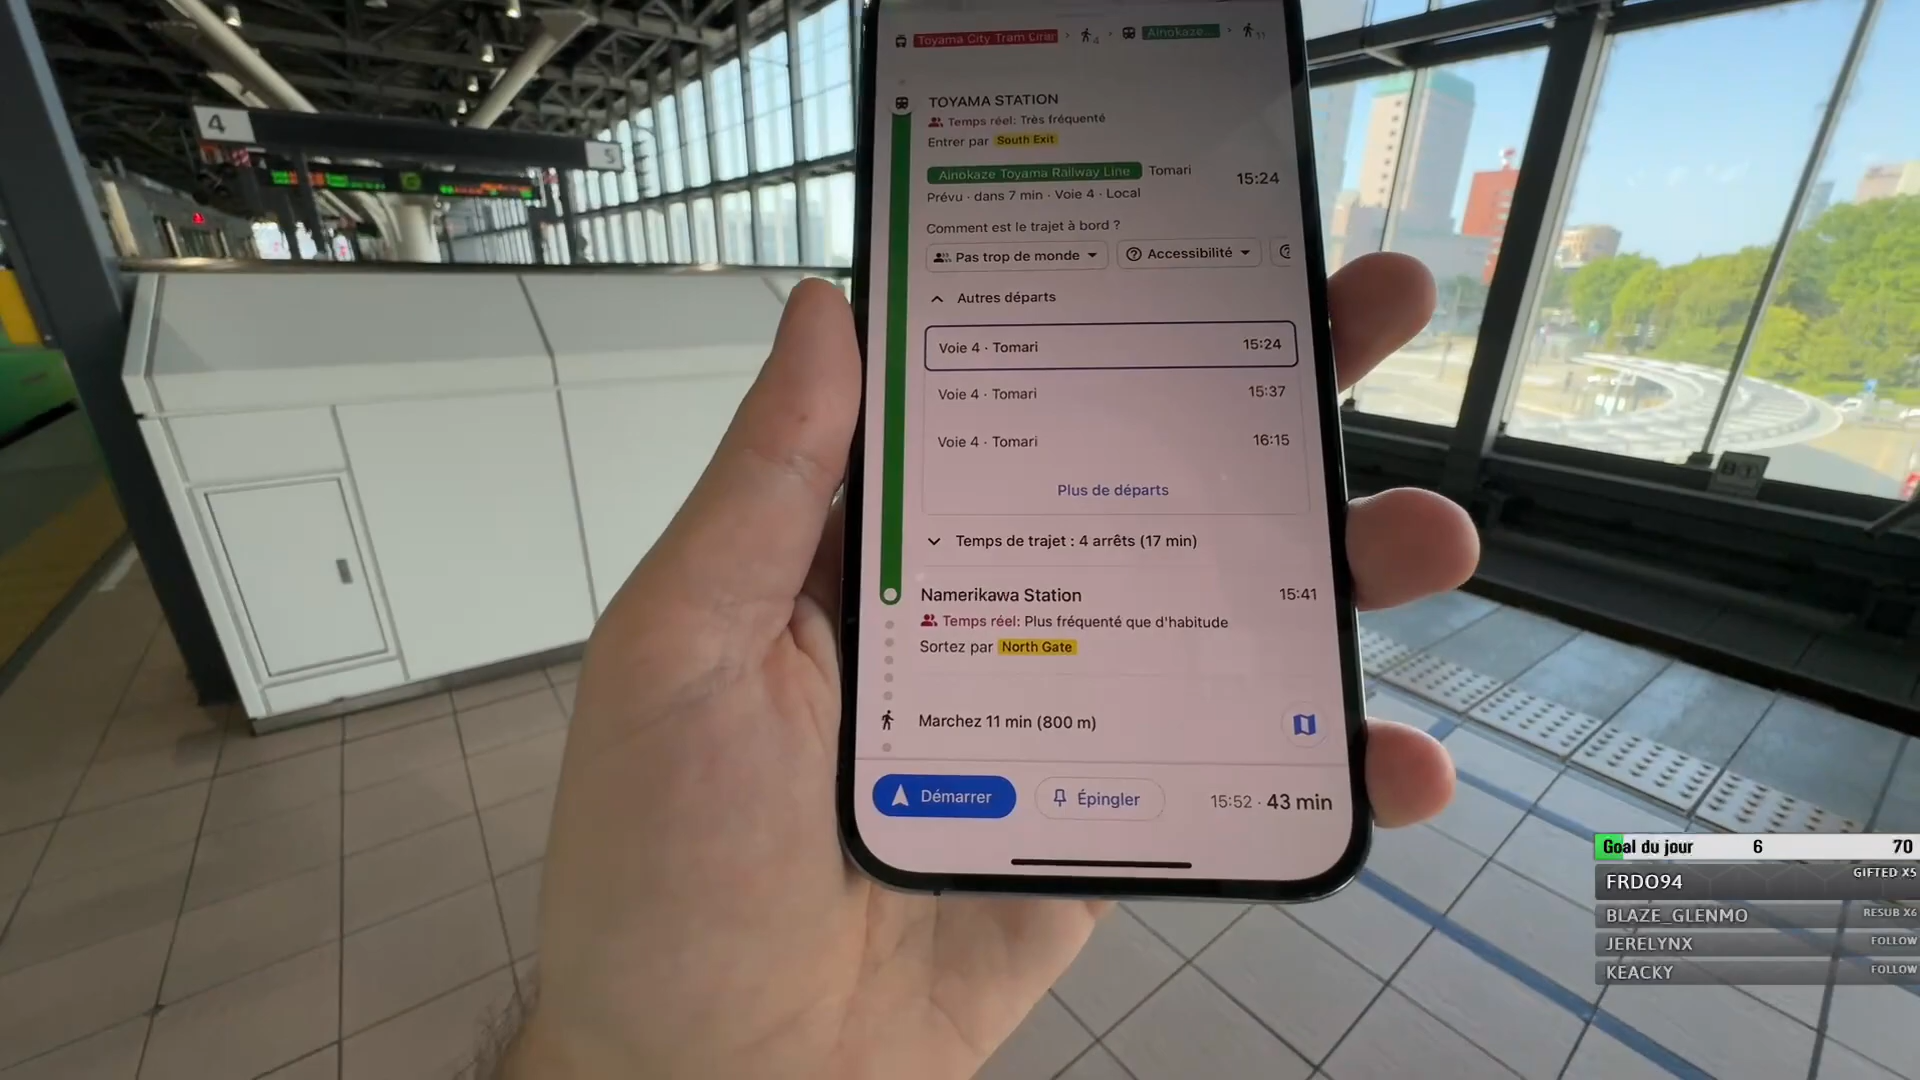 4
5
Toyama City Tram
4
Ainokaze...
11
TOYAMA STATION
Temps réel: Très fréquenté
Entrer par South Exit
Ainokaze Toyama Railway Line Tomari 15:24
Prévu · dans 7 min · Voie 4 · Local
Comment est le trajet à bord ?
Pas trop de monde
Accessibilité
Autres départs
Voie 4 · Tomari 15:24
Voie 4 · Tomari 15:37
Voie 4 · Tomari 16:15
Plus de départs
Temps de trajet : 4 arrêts (17 min)
Namerikawa Station 15:41
Temps réel: Plus fréquenté que d'habitude
Sortez par North Gate
Marchez 11 min (800 m)
Démarrer
Épingler
15:52 · 43 min
Goal du jour 6 70
FRDO94 GIFTED X5
BLAZE_GLENMO RESUB X6
JERELYNX FOLLOW
KEACKY FOLLOW